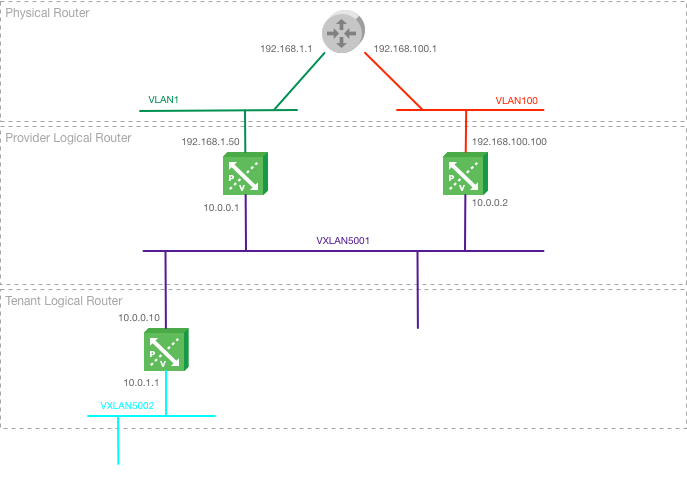 Physical Router
192.168.1.1
192.168.100.1
VLAN1
VLAN100
Provider Logical Router
192.168.1.50
192.168.100.100
P
V
P
V
10.0.0.1
10.0.0.2
VXLAN5001
Tenant Logical Router
10.0.0.10
P
V
10.0.1.1
VXLAN5002